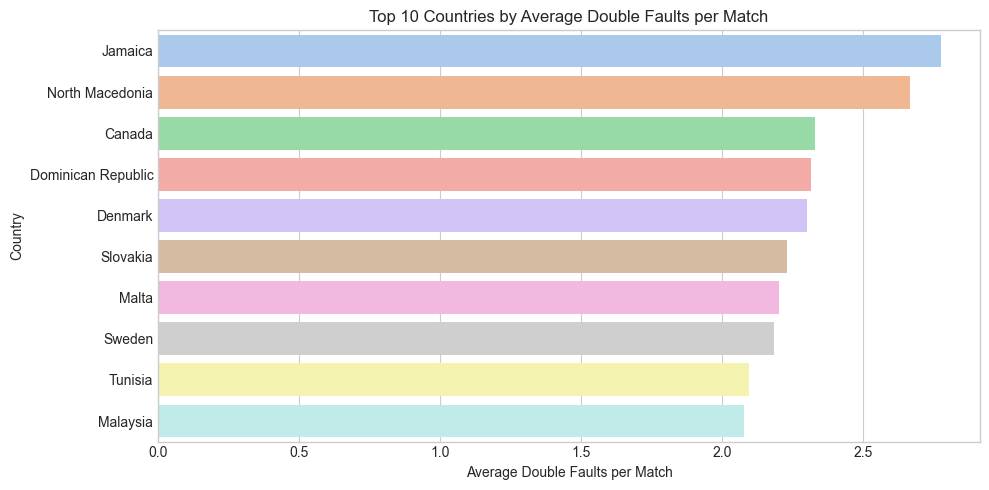 Top 10 Countries by Average Double Faults per Match
Country
Jamaica
North Macedonia
Canada
Dominican Republic
Denmark
Slovakia
Malta
Sweden
Tunisia
Malaysia
0.0 0.5 1.0 1.5 2.0 2.5
Average Double Faults per Match